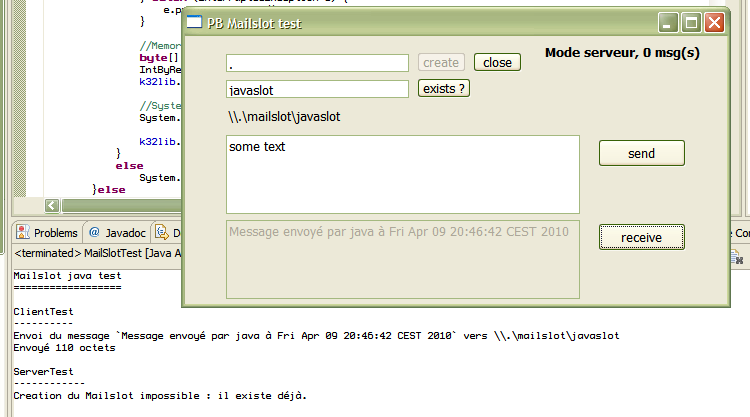 PB Mailslot test
e.p
}
//Memor
byte[]
IntByRe
k32lib.
//Syste
System.
k32lib.
}
else
System.
}else
Mode serveur, 0 msg(s)
.
create
close
javaslot
exists ?
\\.\mailslot\javaslot
some text
send
Message envoyé par java à Fri Apr 09 20:46:42 CEST 2010
receive
Problems
@ Javadoc
D
Con
<terminated> MailSlotTest [Java A
Mailslot java test
==================
ClientTest
----------
Envoi du message `Message envoyé par java à Fri Apr 09 20:46:42 CEST 2010` vers \\.\mailslot\javaslot
Envoyé 110 octets
ServerTest
------------
Creation du Mailslot impossible : il existe déjà.